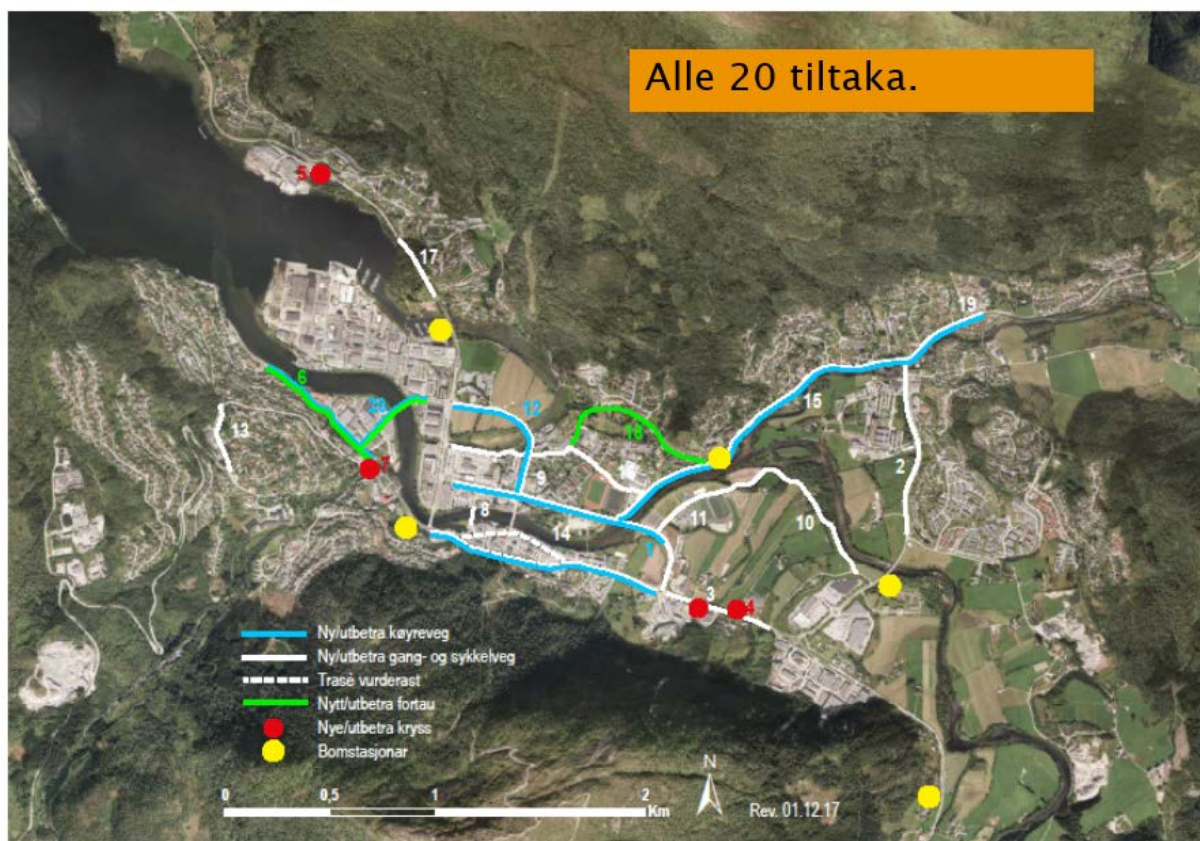 Alle 20 tiltaka.
5
17
19
6
20
12
15
13
18
7
9
2
8
11
10
14
1
3
4
Ny/utbetra køyreveg
Ny/utbetra gang- og sykkelveg
Trasè vurderast
Nytt/utbetra fortau
Nye/utbetra kryss
Bomstasjonar
N
0 0,5 1 2
Km
Rev. 01.12.17